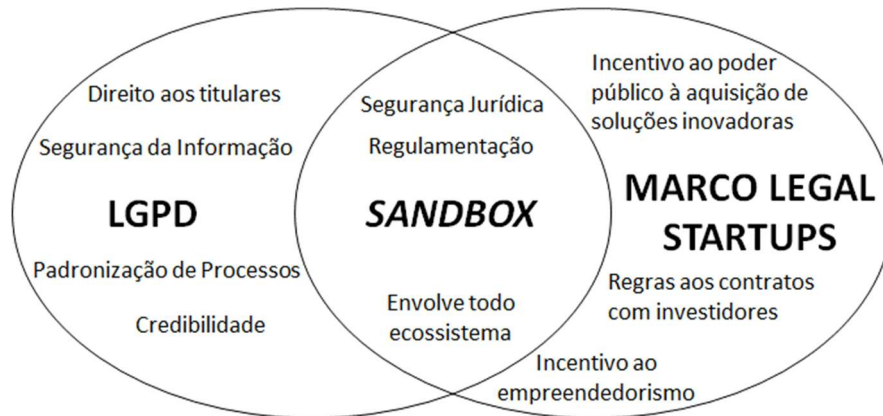 Direito aos titulares
Segurança da Informação
LGPD
Padronização de Processos
Credibilidade
Segurança Jurídica
Regulamentação
SANDBOX
Envolve todo
ecossistema
Incentivo ao poder
público à aquisição de
soluções inovadoras
MARCO LEGAL
STARTUPS
Regras aos contratos
com investidores
Incentivo ao
empreendedorismo